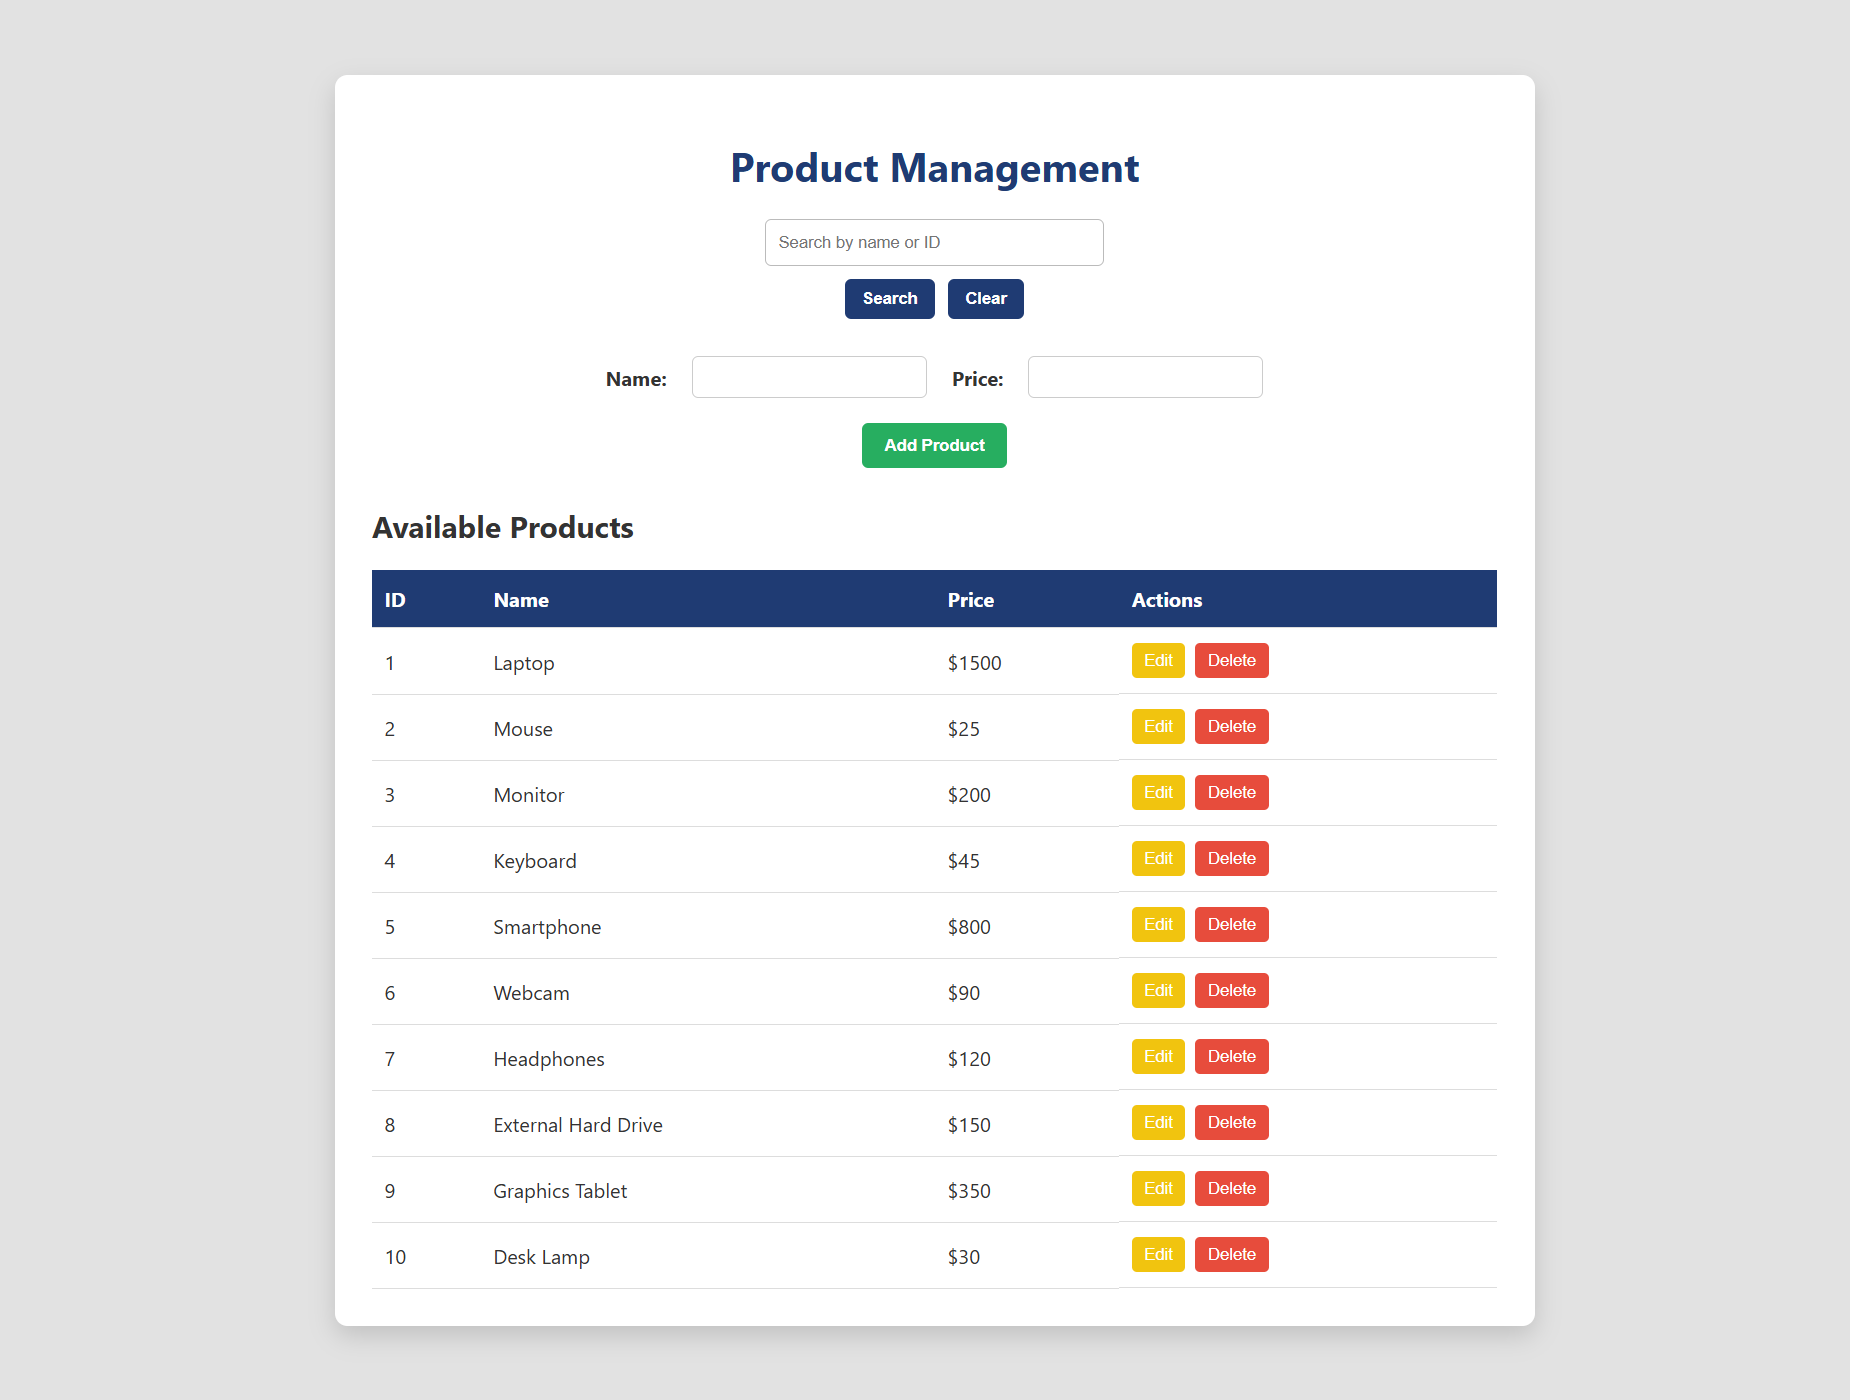 Product Management
Search by name or ID
Search Clear
Name: Price:
Add Product
Available Products
ID Name Price Actions
1 Laptop $1500 Edit Delete
2 Mouse $25 Edit Delete
3 Monitor $200 Edit Delete
4 Keyboard $45 Edit Delete
5 Smartphone $800 Edit Delete
6 Webcam $90 Edit Delete
7 Headphones $120 Edit Delete
8 External Hard Drive $150 Edit Delete
9 Graphics Tablet $350 Edit Delete
10 Desk Lamp $30 Edit Delete